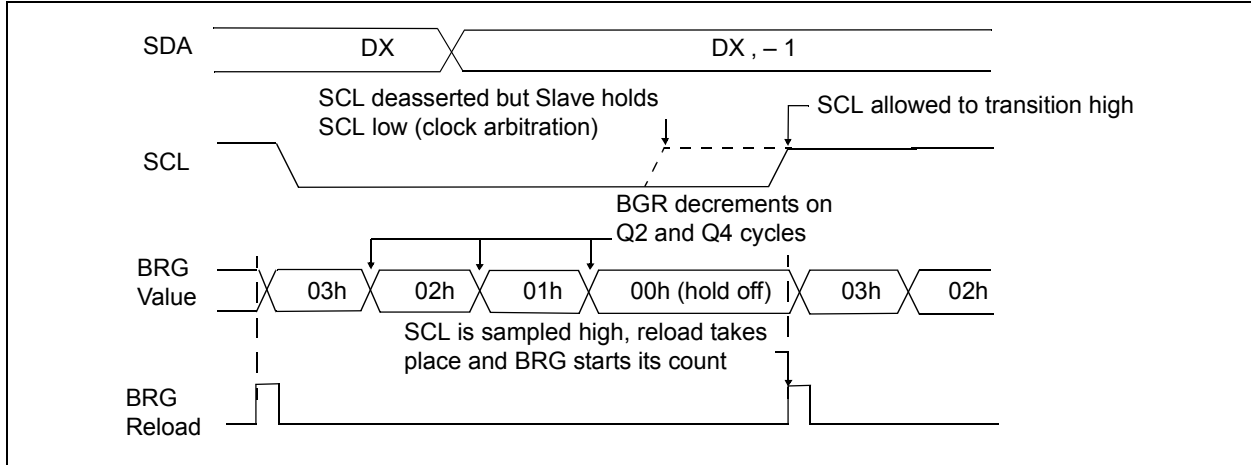 SDA
DX
DX , – 1
SCL deasserted but Slave holds
SCL low (clock arbitration)
SCL allowed to transition high
SCL
BGR decrements on
Q2 and Q4 cycles
BRG
Value
03h
02h
01h
00h (hold off)
03h
02h
SCL is sampled high, reload takes
place and BRG starts its count
BRG
Reload